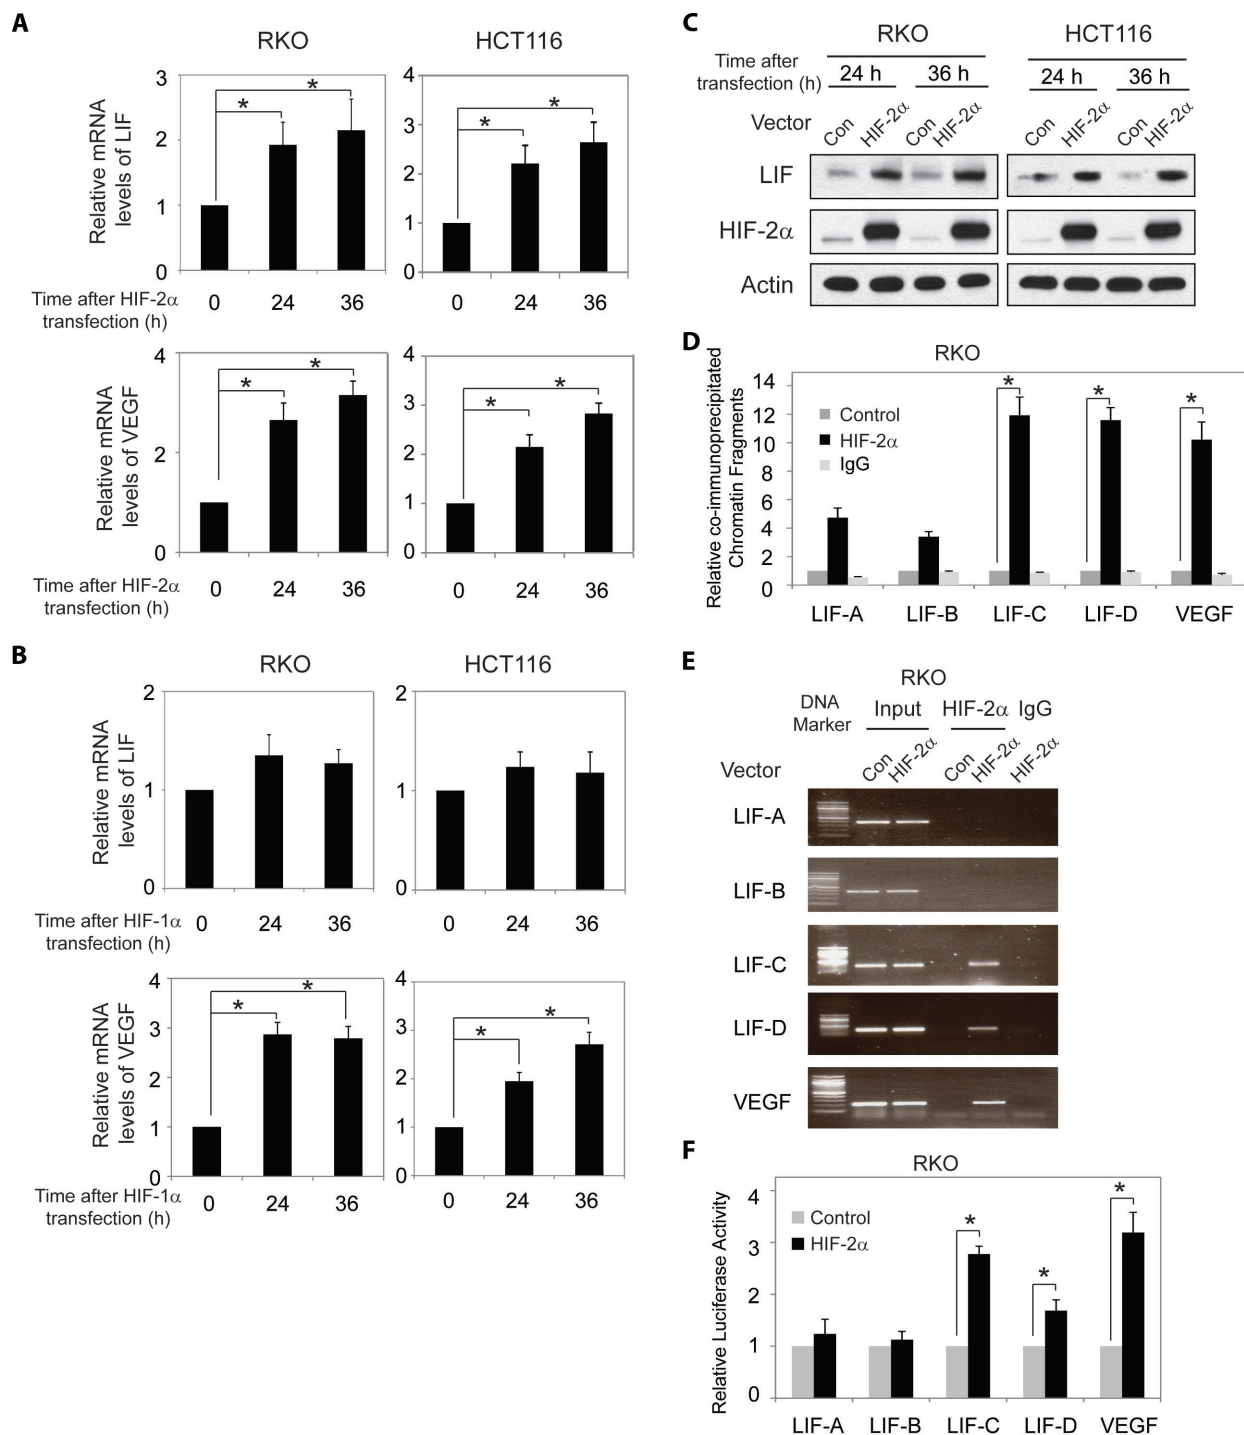 A
RKO
HCT116
Relative mRNA
levels of LIF
3
2
1
0
4
3
2
1
0
*
*
*
*
Time after HIF-2α
transfection (h)
0 24 36
0 24 36
Relative mRNA
levels of VEGF
4
2
0
4
3
2
1
0
*
*
*
*
Time after HIF-2α
transfection (h)
0 24 36
0 24 36
B
RKO
HCT116
Relative mRNA
levels of LIF
2
1
0
2
1
0
Time after HIF-1α
transfection (h)
0 24 36
0 24 36
Relative mRNA
levels of VEGF
4
3
2
1
0
4
3
2
1
0
*
*
*
*
Time after HIF-1α
transfection (h)
0 24 36
0 24 36
C
RKO
HCT116
Time after
transfection (h)
24 h 36 h
24 h 36 h
Vector
Con HIF-2α Con HIF-2α
Con HIF-2α Con HIF-2α
LIF
HIF-2α
Actin
D
RKO
Relative co-immunoprecipitated
Chromatin Fragments
14
12
10
8
6
4
2
0
Control
HIF-2α
IgG
*
*
*
LIF-A LIF-B LIF-C LIF-D VEGF
E
RKO
DNA
Marker
Input HIF-2α IgG
Vector
Con HIF-2α Con HIF-2α HIF-2α
LIF-A
LIF-B
LIF-C
LIF-D
VEGF
F
RKO
Relative Luciferase Activity
4
3
2
1
0
Control
HIF-2α
*
*
*
LIF-A LIF-B LIF-C LIF-D VEGF